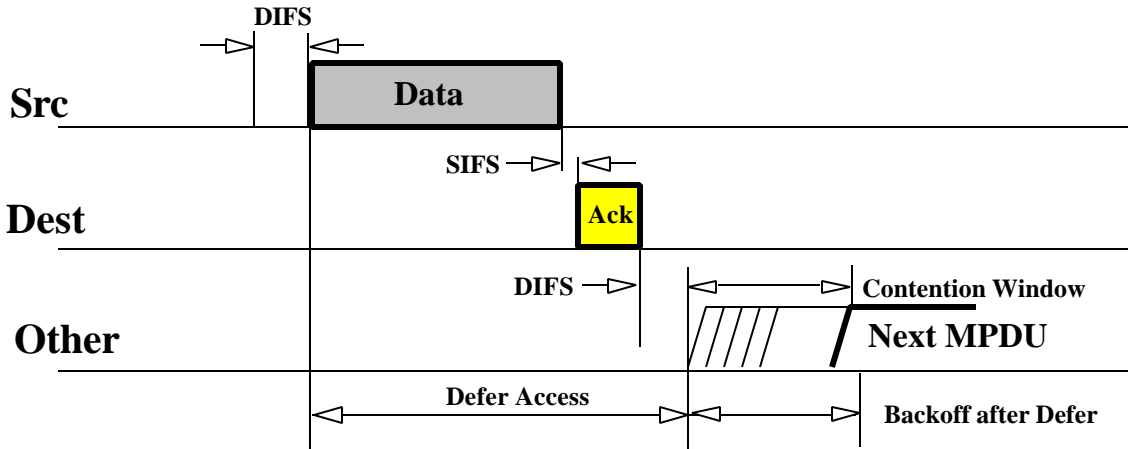 DIFS
Src
Data
SIFS
Dest
Ack
DIFS
Contention Window
Other
Next MPDU
Defer Access
Backoff after Defer